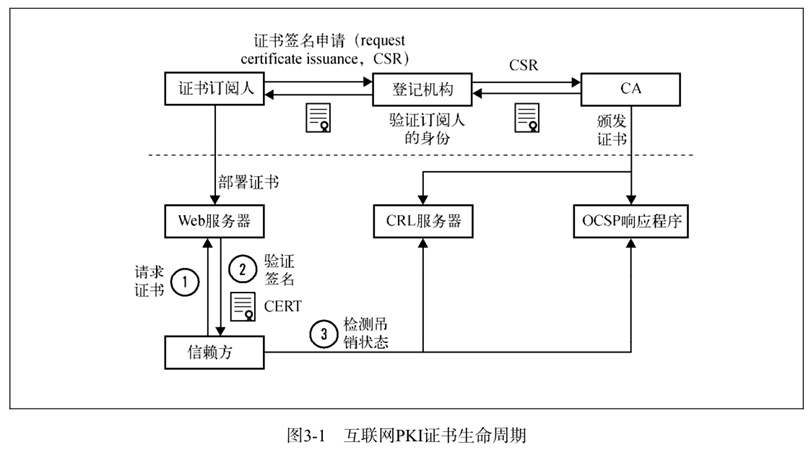 证书签名申请（request
certificate issuance，CSR）
CSR
证书订阅人
登记机构
CA
验证订阅人
的身份
颁发
证书
部署证书
Web服务器
CRL服务器
OCSP响应程序
请求
证书
1
2
验证
签名
CERT
3
检测吊
销状态
信赖方
图3-1 互联网PKI证书生命周期